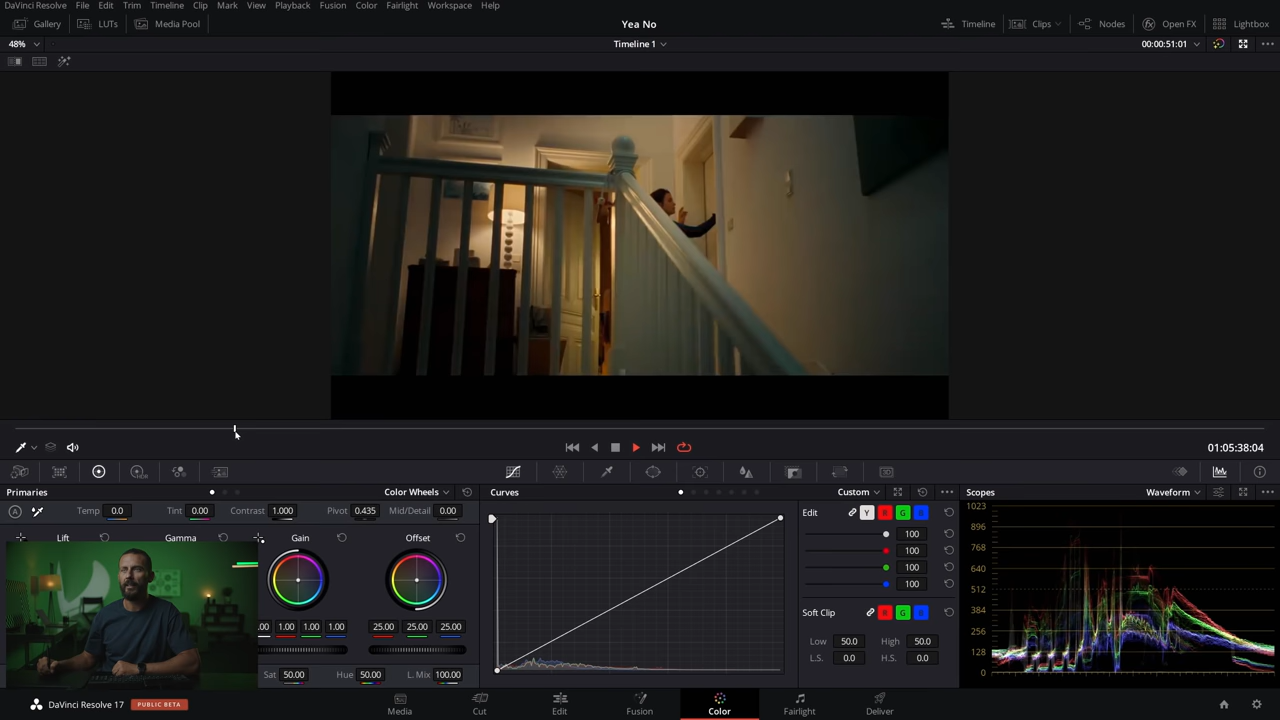 DaVinci Resolve File Edit Trim Timeline Clip Mark View Playback Fusion Color Fairlight Workspace Help
Gallery LUTs Media Pool Yea No Timeline Clips Nodes Open FX Lightbox
48% Timeline 1 00:00:51:01
01:05:38:04
Primaries Color Wheels Curves Custom Scopes Waveform
A Temp 0.0 Tint 0.00 Contrast 1.000 Pivot 0.435 Mid/Detail 0.00 Edit Y R G B 1023
896
Lift Gamma Gain Offset 100
768
100
640
100
512
100
384
Soft Clip R G B
.00 1.00 1.00 1.00 25.00 25.00 25.00 256
Low 50.0 High 50.0
128
L.S. 0.0 H.S. 0.0
Sat 50.00 Hue 50.00 L. Mix 100.00 0
DaVinci Resolve 17 PUBLIC BETA Media Cut Edit Fusion Color Fairlight Deliver